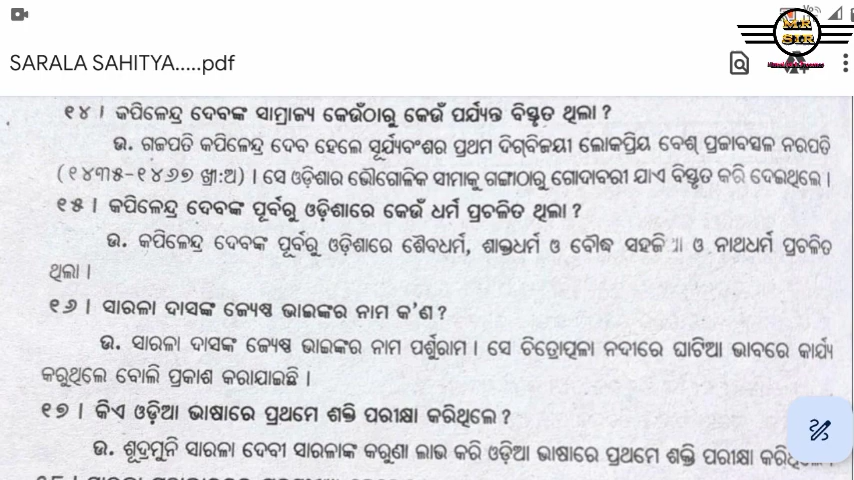 MR
SIR
SARALA SAHITYA.....pdf
୧୪ । କପିଳେନ୍ଦ୍ର ଦେବଙ୍କ ସାମ୍ରାଜ୍ୟ କେଉଁଠାରୁ କେଉଁ ପର୍ଯ୍ୟନ୍ତ ବିସ୍ତୃତ ଥିଲା ?
ଉ. ଗଜପତି କପିଳେନ୍ଦ୍ର ଦେବ ହେଲେ ସୂର୍ଯ୍ୟବଂଶର ପ୍ରଥମ ଦିଗ୍‌ବିଜୟୀ ଲୋକପ୍ରିୟ ବେଶ୍ ପ୍ରଜାବତ୍ସଳ ନରପତି
(୧୪୩୫-୧୪୬୭ ଖ୍ରୀ:ଅ) । ସେ ଓଡ଼ିଶାର ଭୌଗୋଳିକ ସୀମାକୁ ଗଙ୍ଗାଠାରୁ ଗୋଦାବରୀ ଯାଏ ବିସ୍ତୃତ କରି ଦେଇଥିଲେ ।
୧୫ । କପିଳେନ୍ଦ୍ର ଦେବଙ୍କ ପୂର୍ବରୁ ଓଡ଼ିଶାରେ କେଉଁ ଧର୍ମ ପ୍ରଚଳିତ ଥିଲା ?
ଉ. କପିଳେନ୍ଦ୍ର ଦେବଙ୍କ ପୂର୍ବରୁ ଓଡ଼ିଶାରେ ଶୈବଧର୍ମ, ଶାକ୍ତଧର୍ମ ଓ ବୌଦ୍ଧ ଓ ନାଥଧର୍ମ ପ୍ରଚଳିତ
ଥିଲା ।
୧୬ । ସାରଳା ଦାସଙ୍କ ଜ୍ୟେଷ୍ଠ ଭାଇଙ୍କର ନାମ କ'ଣ ?
ଉ. ସାରଳା ଦାସଙ୍କ ଜ୍ୟେଷ୍ଠ ଭାଇଙ୍କର ନାମ ପର୍ଶୁରାମ । ସେ ଚିତ୍ରୋତ୍ପଳା ନଦୀରେ ଘାଟିଆ ଭାବରେ କାର୍ଯ୍ୟ
କରୁଥିଲେ ବୋଲି ପ୍ରକାଶ କରାଯାଇଛି ।
୧୭ । କିଏ ଓଡ଼ିଆ ଭାଷାରେ ପ୍ରଥମେ ଶକ୍ତି ପରୀକ୍ଷା କରିଥିଲେ ?
ଉ. ଶୂଦ୍ରମୁନି ସାରଳା ଦେବୀ ସାରଳାଙ୍କ କରୁଣା ଲାଭ କରି ଓଡ଼ିଆ ଭାଷାରେ ପ୍ରଥମେ ଶକ୍ତି ପରୀକ୍ଷା